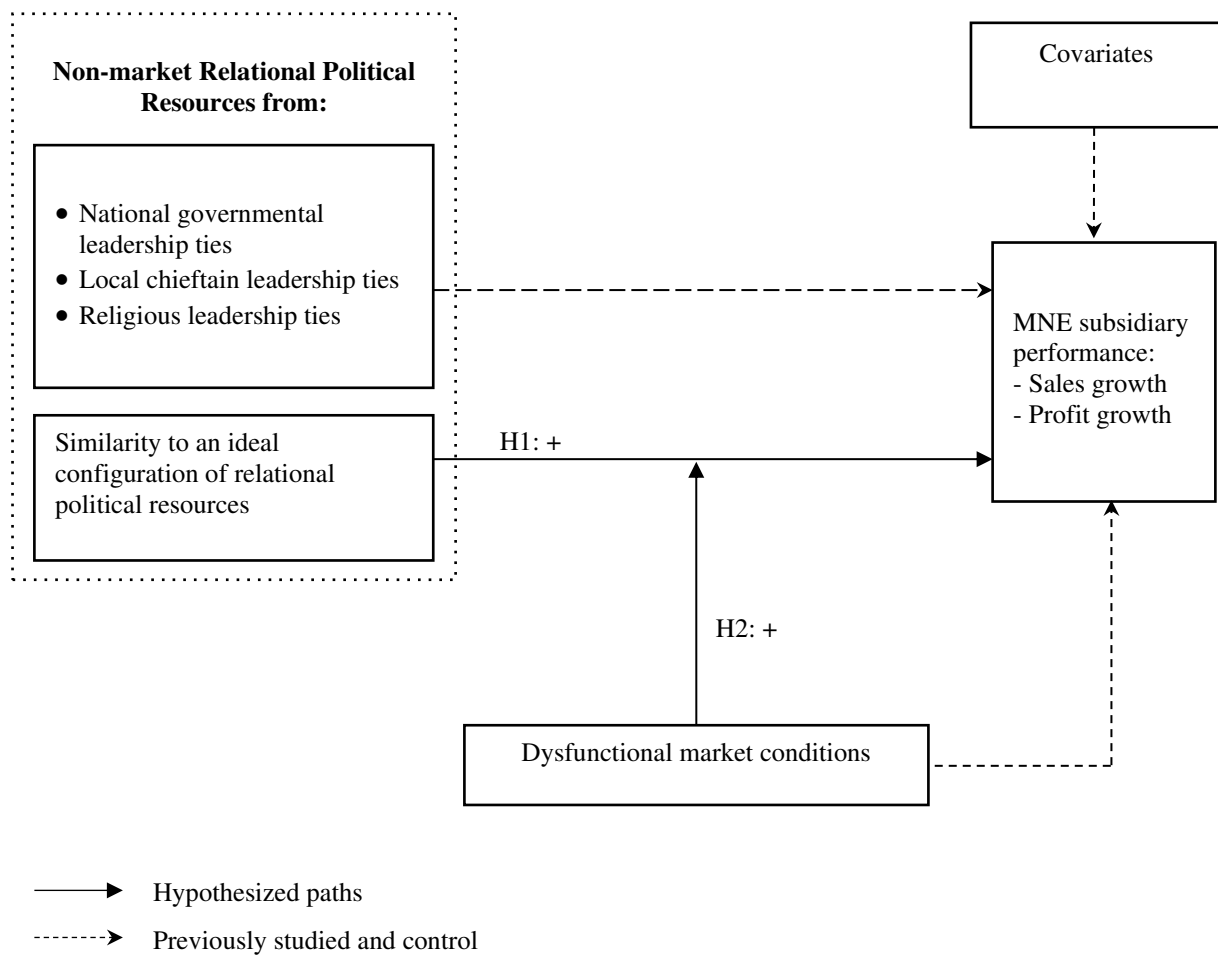 Non-market Relational Political
Resources from:
• National governmental
leadership ties
• Local chieftain leadership ties
• Religious leadership ties
Similarity to an ideal
configuration of relational
political resources
Covariates
MNE subsidiary
performance:
- Sales growth
- Profit growth
H1: +
H2: +
Dysfunctional market conditions
Hypothesized paths
Previously studied and control